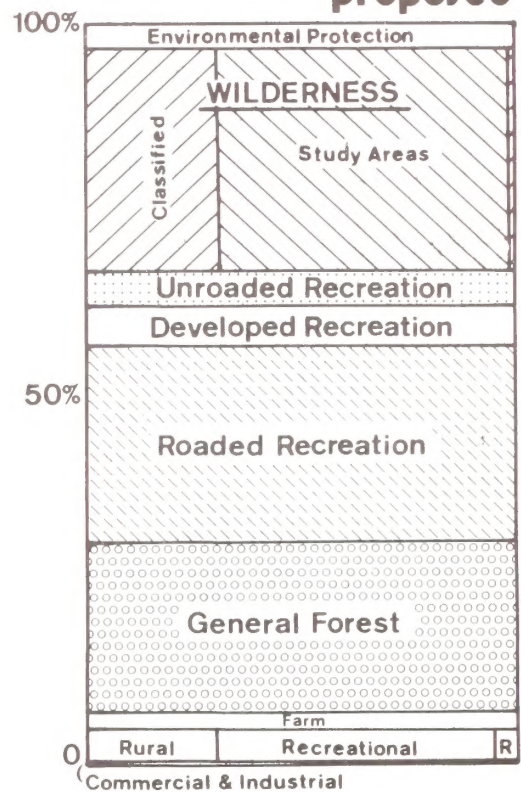 100%
Environmental Protection
WILDERNESS
Classified
Study Areas
Unroaded Recreation
Developed Recreation
50%
Roaded Recreation
General Forest
Farm
0
Rural Recreational R
(Commercial & Industrial